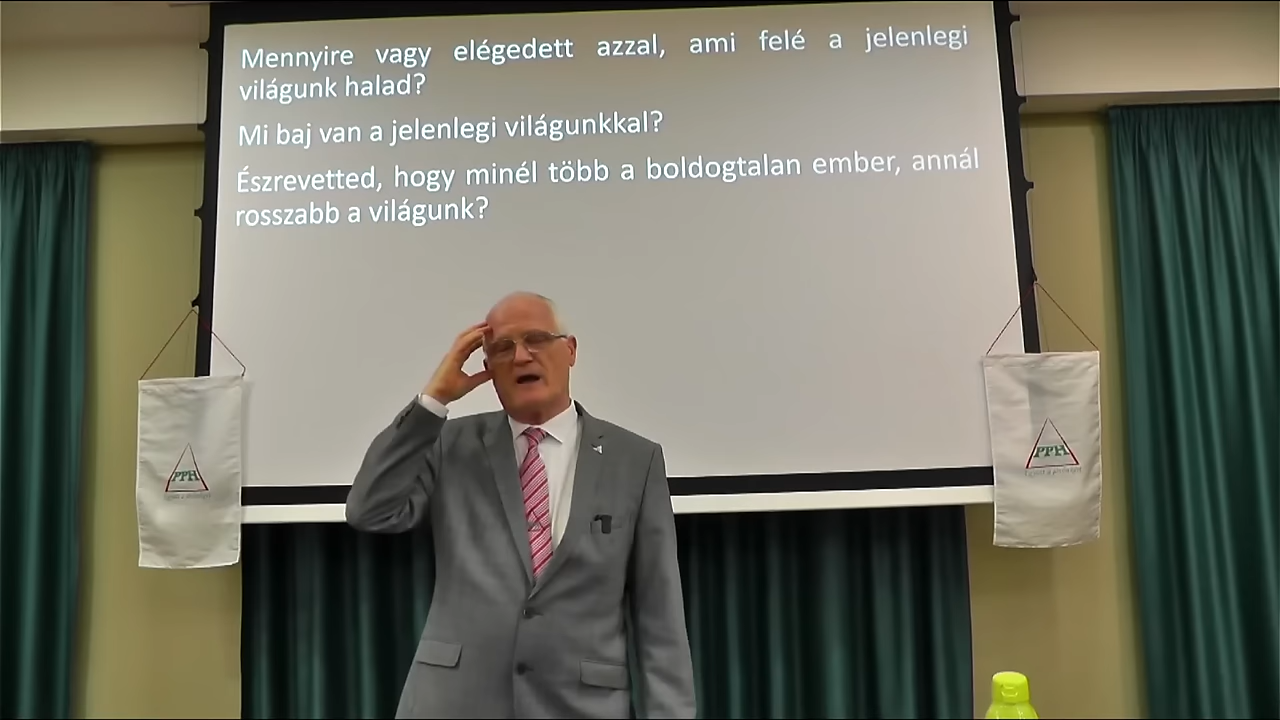 Mennyire vagy elégedett azzal, ami felé a jelenlegi
világunk halad?
Mi baj van a jelenlegi világunkkal?
Észrevetted, hogy minél több a boldogtalan ember, annál
rosszabb a világunk?
PPH
PPH